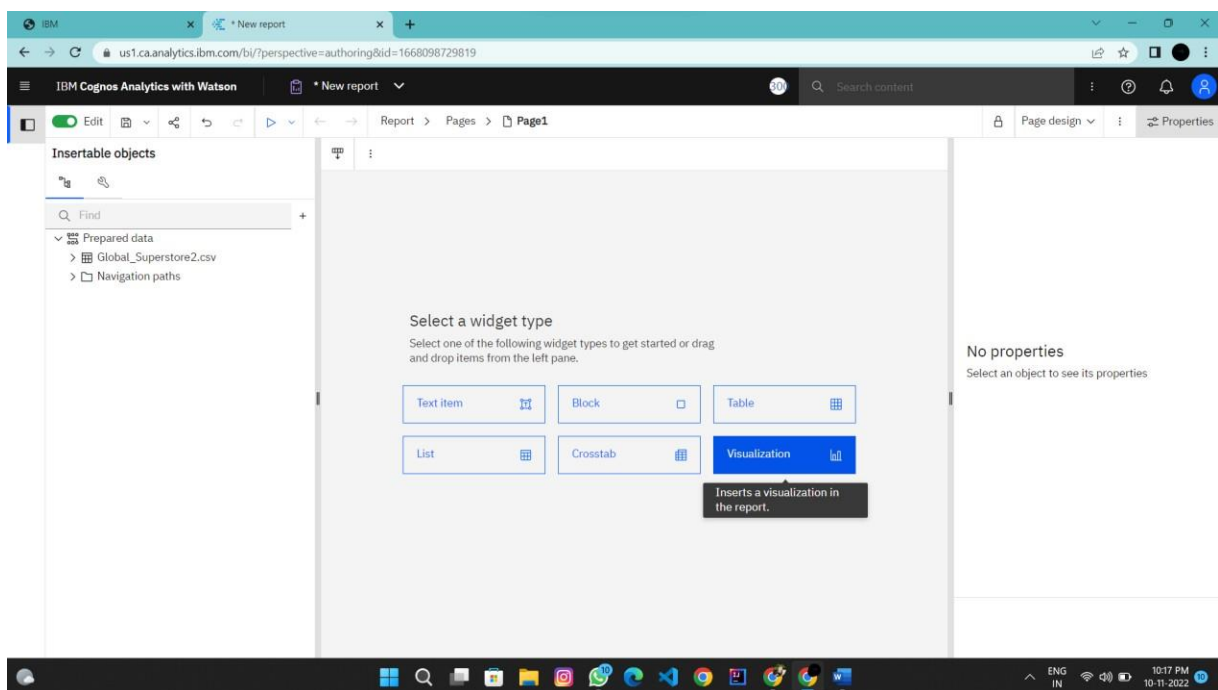 IBM
* New report
us1.ca.analytics.ibm.com/bi/?perspective=authoring&id=1668098729819
IBM Cognos Analytics with Watson
* New report
30
Search content
Edit
Report > Pages > Page1
Page design
Properties
Insertable objects
Find
Prepared data
Global_Superstore2.csv
Navigation paths
Select a widget type
Select one of the following widget types to get started or drag
and drop items from the left pane.
Text item
Block
Table
List
Crosstab
Visualization
Inserts a visualization in
the report.
No properties
Select an object to see its properties
10
W
ENG
IN
10:17 PM
10-11-2022
10